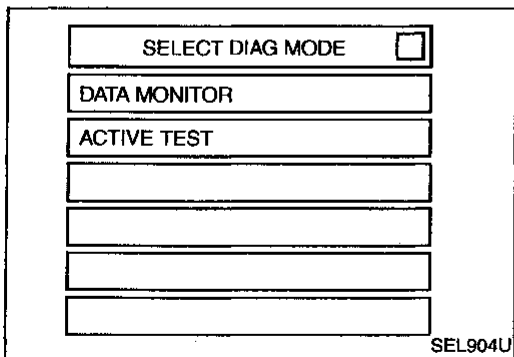 SELECT DIAG MODE
DATA MONITOR
ACTIVE TEST
SEL904U